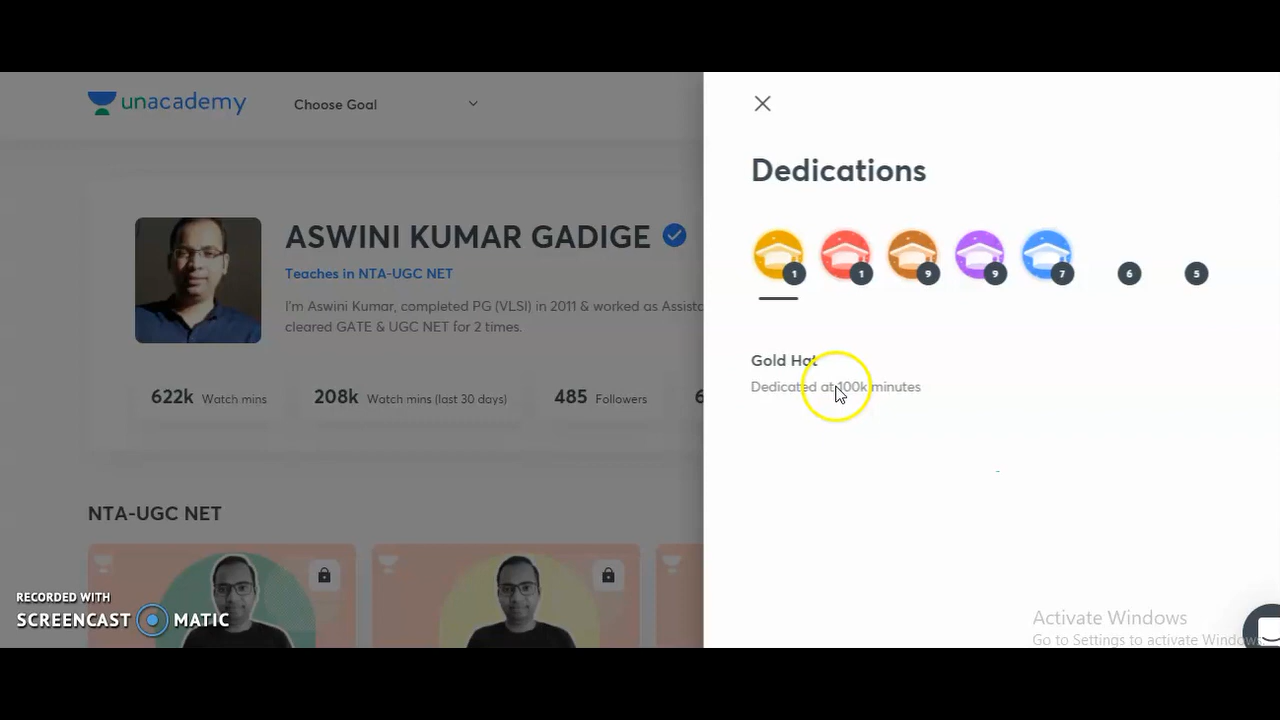 unacademy
Choose Goal
ASWINI KUMAR GADIGE
Teaches in NTA-UGC NET
I'm Aswini Kumar, completed PG (VLSI) in 2011 & worked as Assista
cleared GATE & UGC NET for 2 times.
622k Watch mins
208k Watch mins (last 30 days)
485 Followers
6
NTA-UGC NET
Dedications
1 1 9 9 7 6 5
Gold Hat
Dedicated at 100k minutes
RECORDED WITH
SCREENCAST MATIC
Activate Windows
Go to Settings to activate Windows.